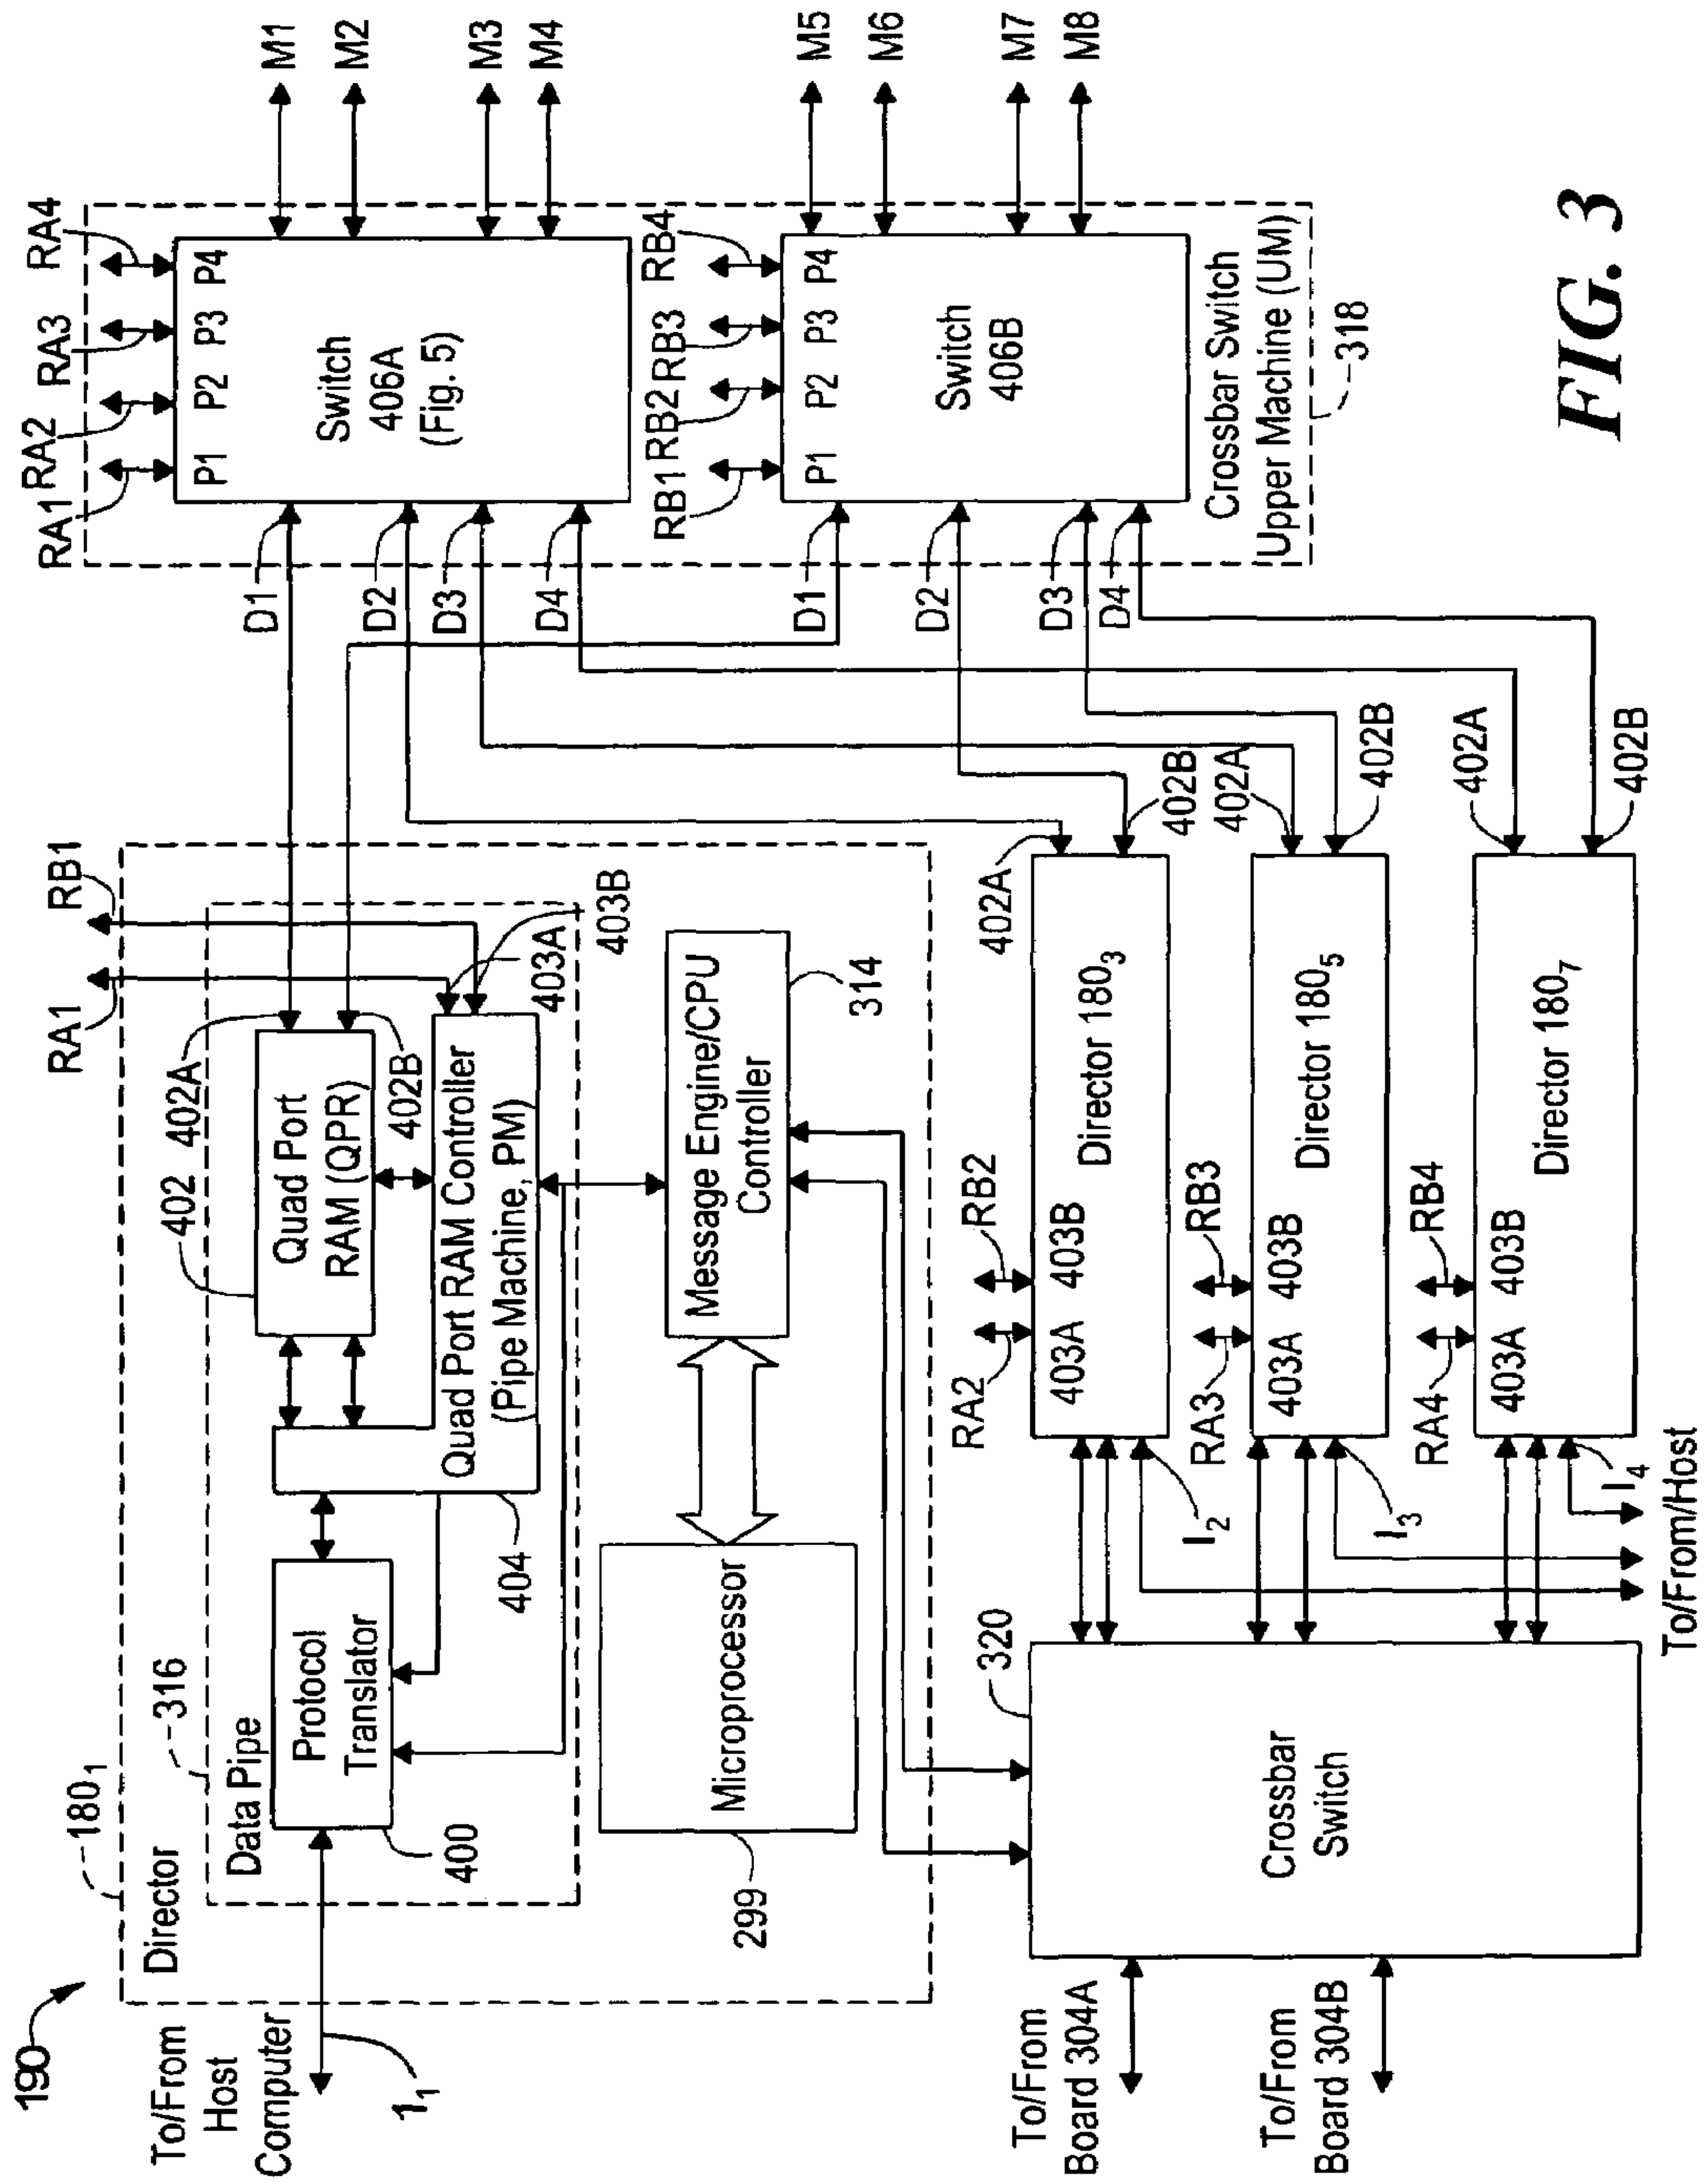 190
To/From
Host
Computer
1₁
Director
180₁
Data Pipe
316
Protocol
Translator
400
402
Quad Port
RAM (QPR)
402A
402B
Quad Port RAM Controller
(Pipe Machine, PM)
404
403A
403B
RA1
RB1
Microprocessor
299
Message Engine/CPU
Controller
314
RA1
RA2
RA3
RA4
P1
P2
P3
P4
Switch
406A
(Fig. 5)
D1
D2
D3
D4
M1
M2
M3
M4
RB1
RB2
RB3
RB4
P1
P2
P3
P4
Switch
406B
D1
D2
D3
D4
M5
M6
M7
M8
Crossbar Switch
Upper Machine (UM)
318
To/From
Board 304A
To/From
Board 304B
320
Crossbar
Switch
RA2
RB2
403A
403B
Director 180₃
402A
402B
I₂
RA3
RB3
403A
403B
Director 180₅
402A
402B
I₃
RA4
RB4
403A
403B
Director 180₇
402A
402B
I₄
To/From/Host
FIG. 3